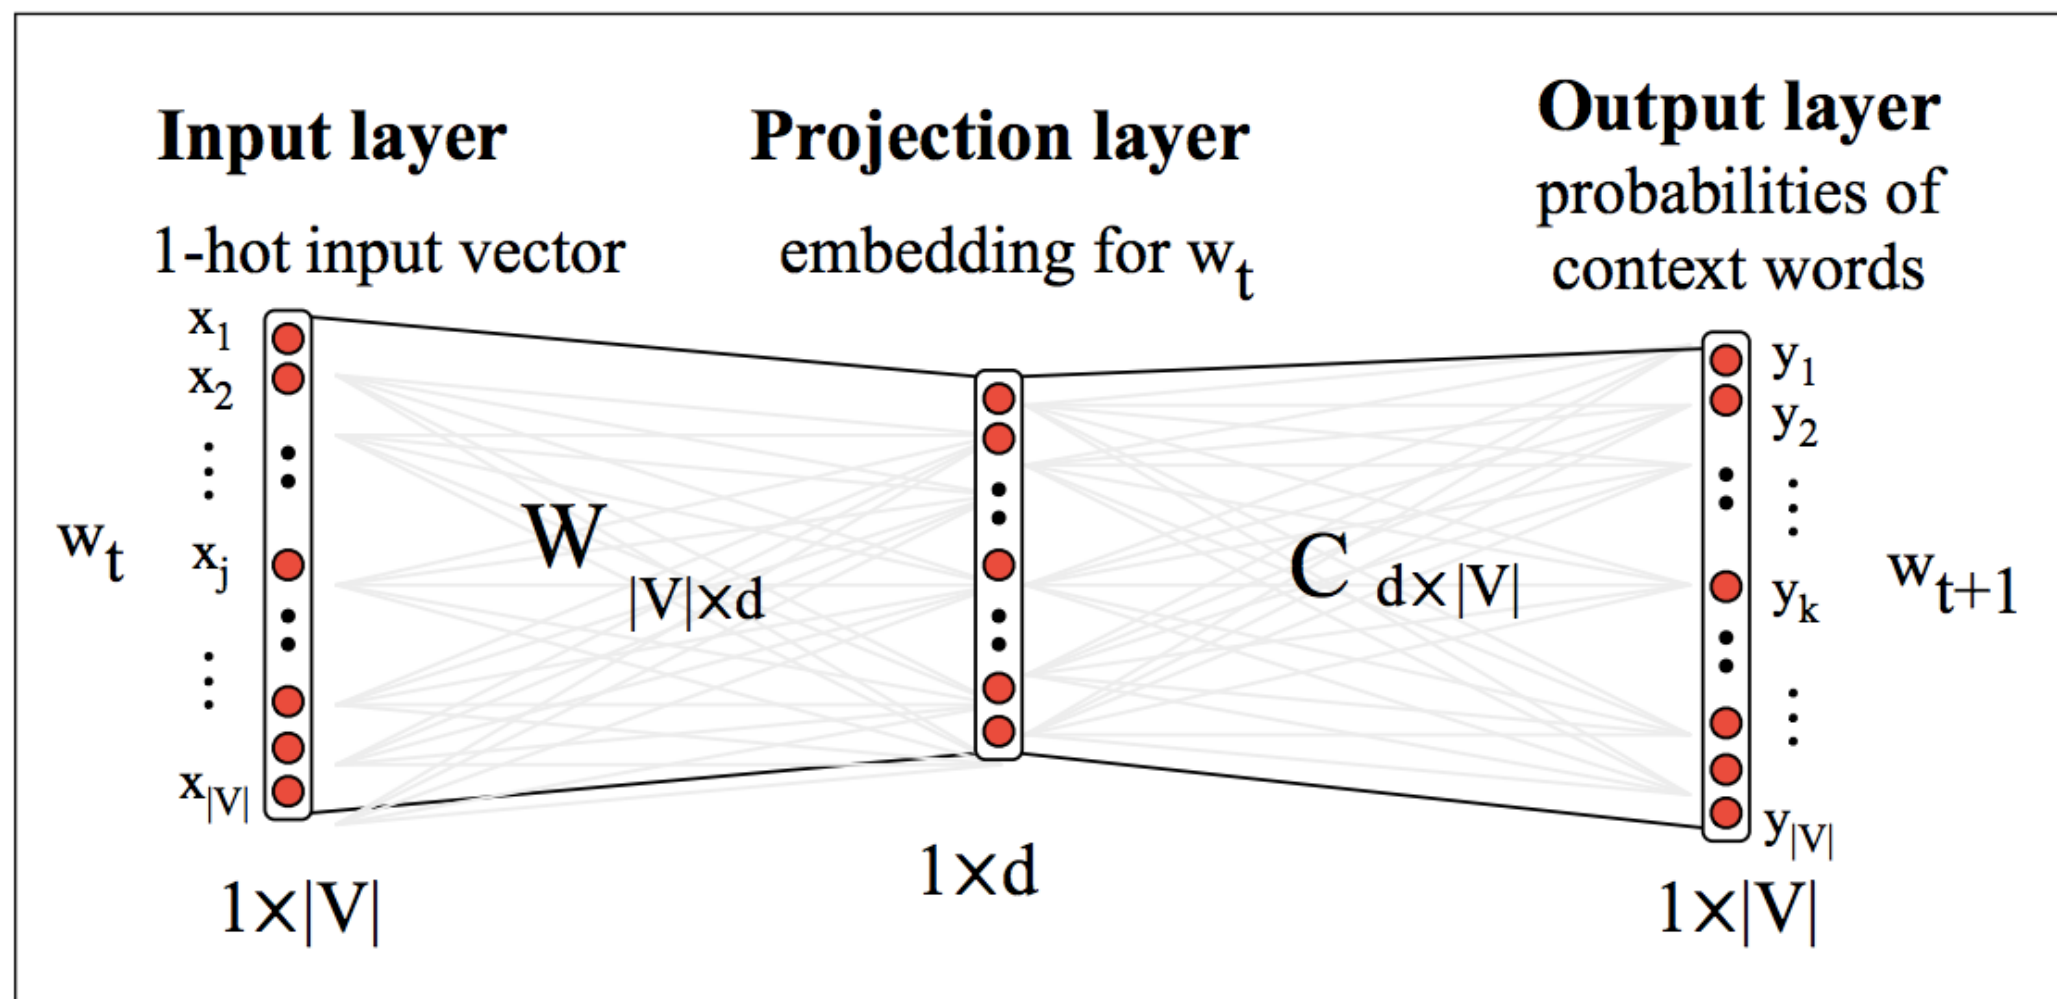 Input layer
1-hot input vector
Projection layer
embedding for wt
Output layer
probabilities of
context words
wt
x1
x2
xj
x|V|
1×|V|
W |V|×d
1×d
C d×|V|
y1
y2
yk
y|V|
wt+1
1×|V|